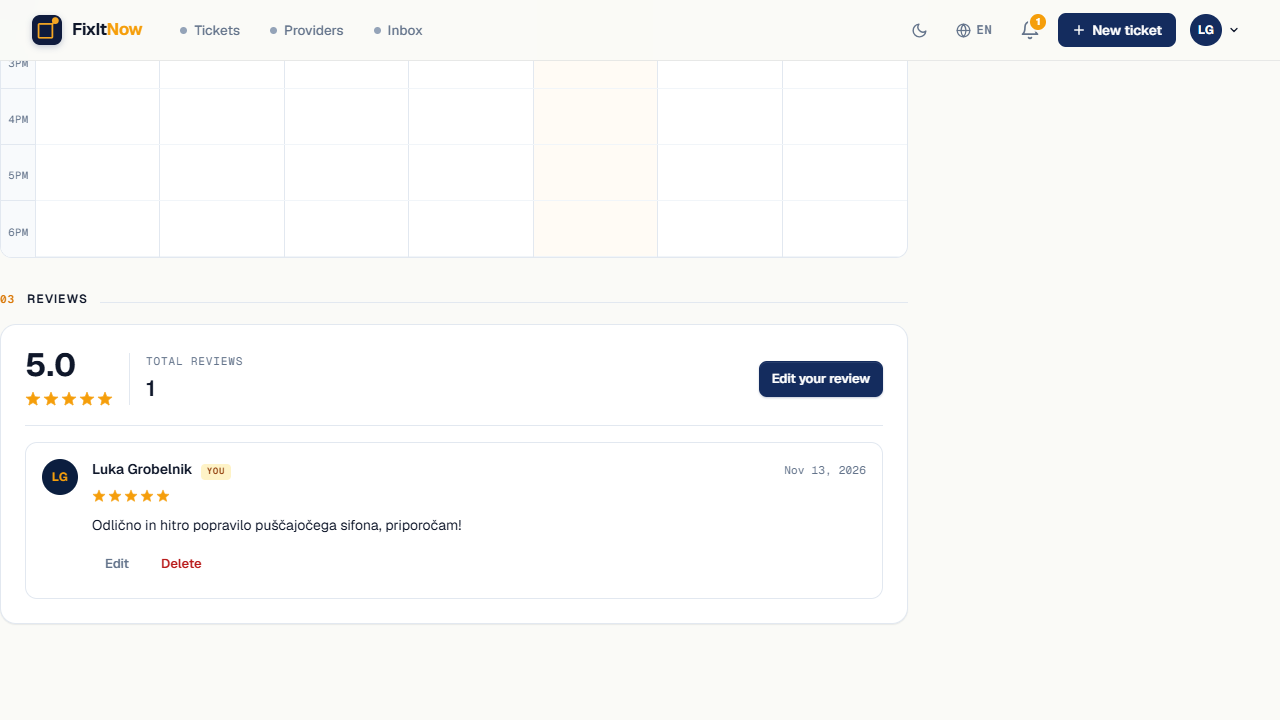 FixItNow
Tickets
Providers
Inbox
EN
1
New ticket
LG
3PM
4PM
5PM
6PM
03 REVIEWS
5.0
TOTAL REVIEWS
1
Edit your review
LG
Luka Grobelnik YOU
Nov 13, 2026
Odlično in hitro popravilo puščajočega sifona, priporočam!
Edit
Delete